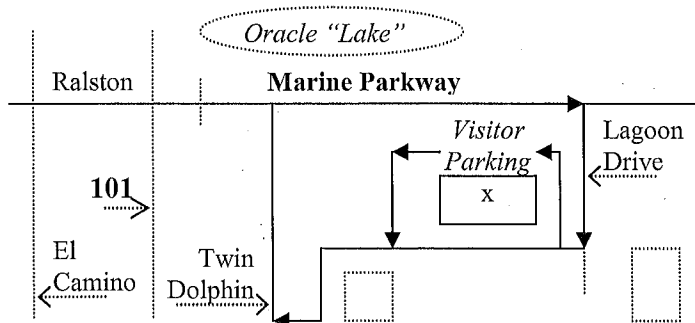 Oracle “Lake”
Ralston
Marine Parkway
Visitor
Parking
Lagoon
Drive
101
x
El
Camino
Twin
Dolphin